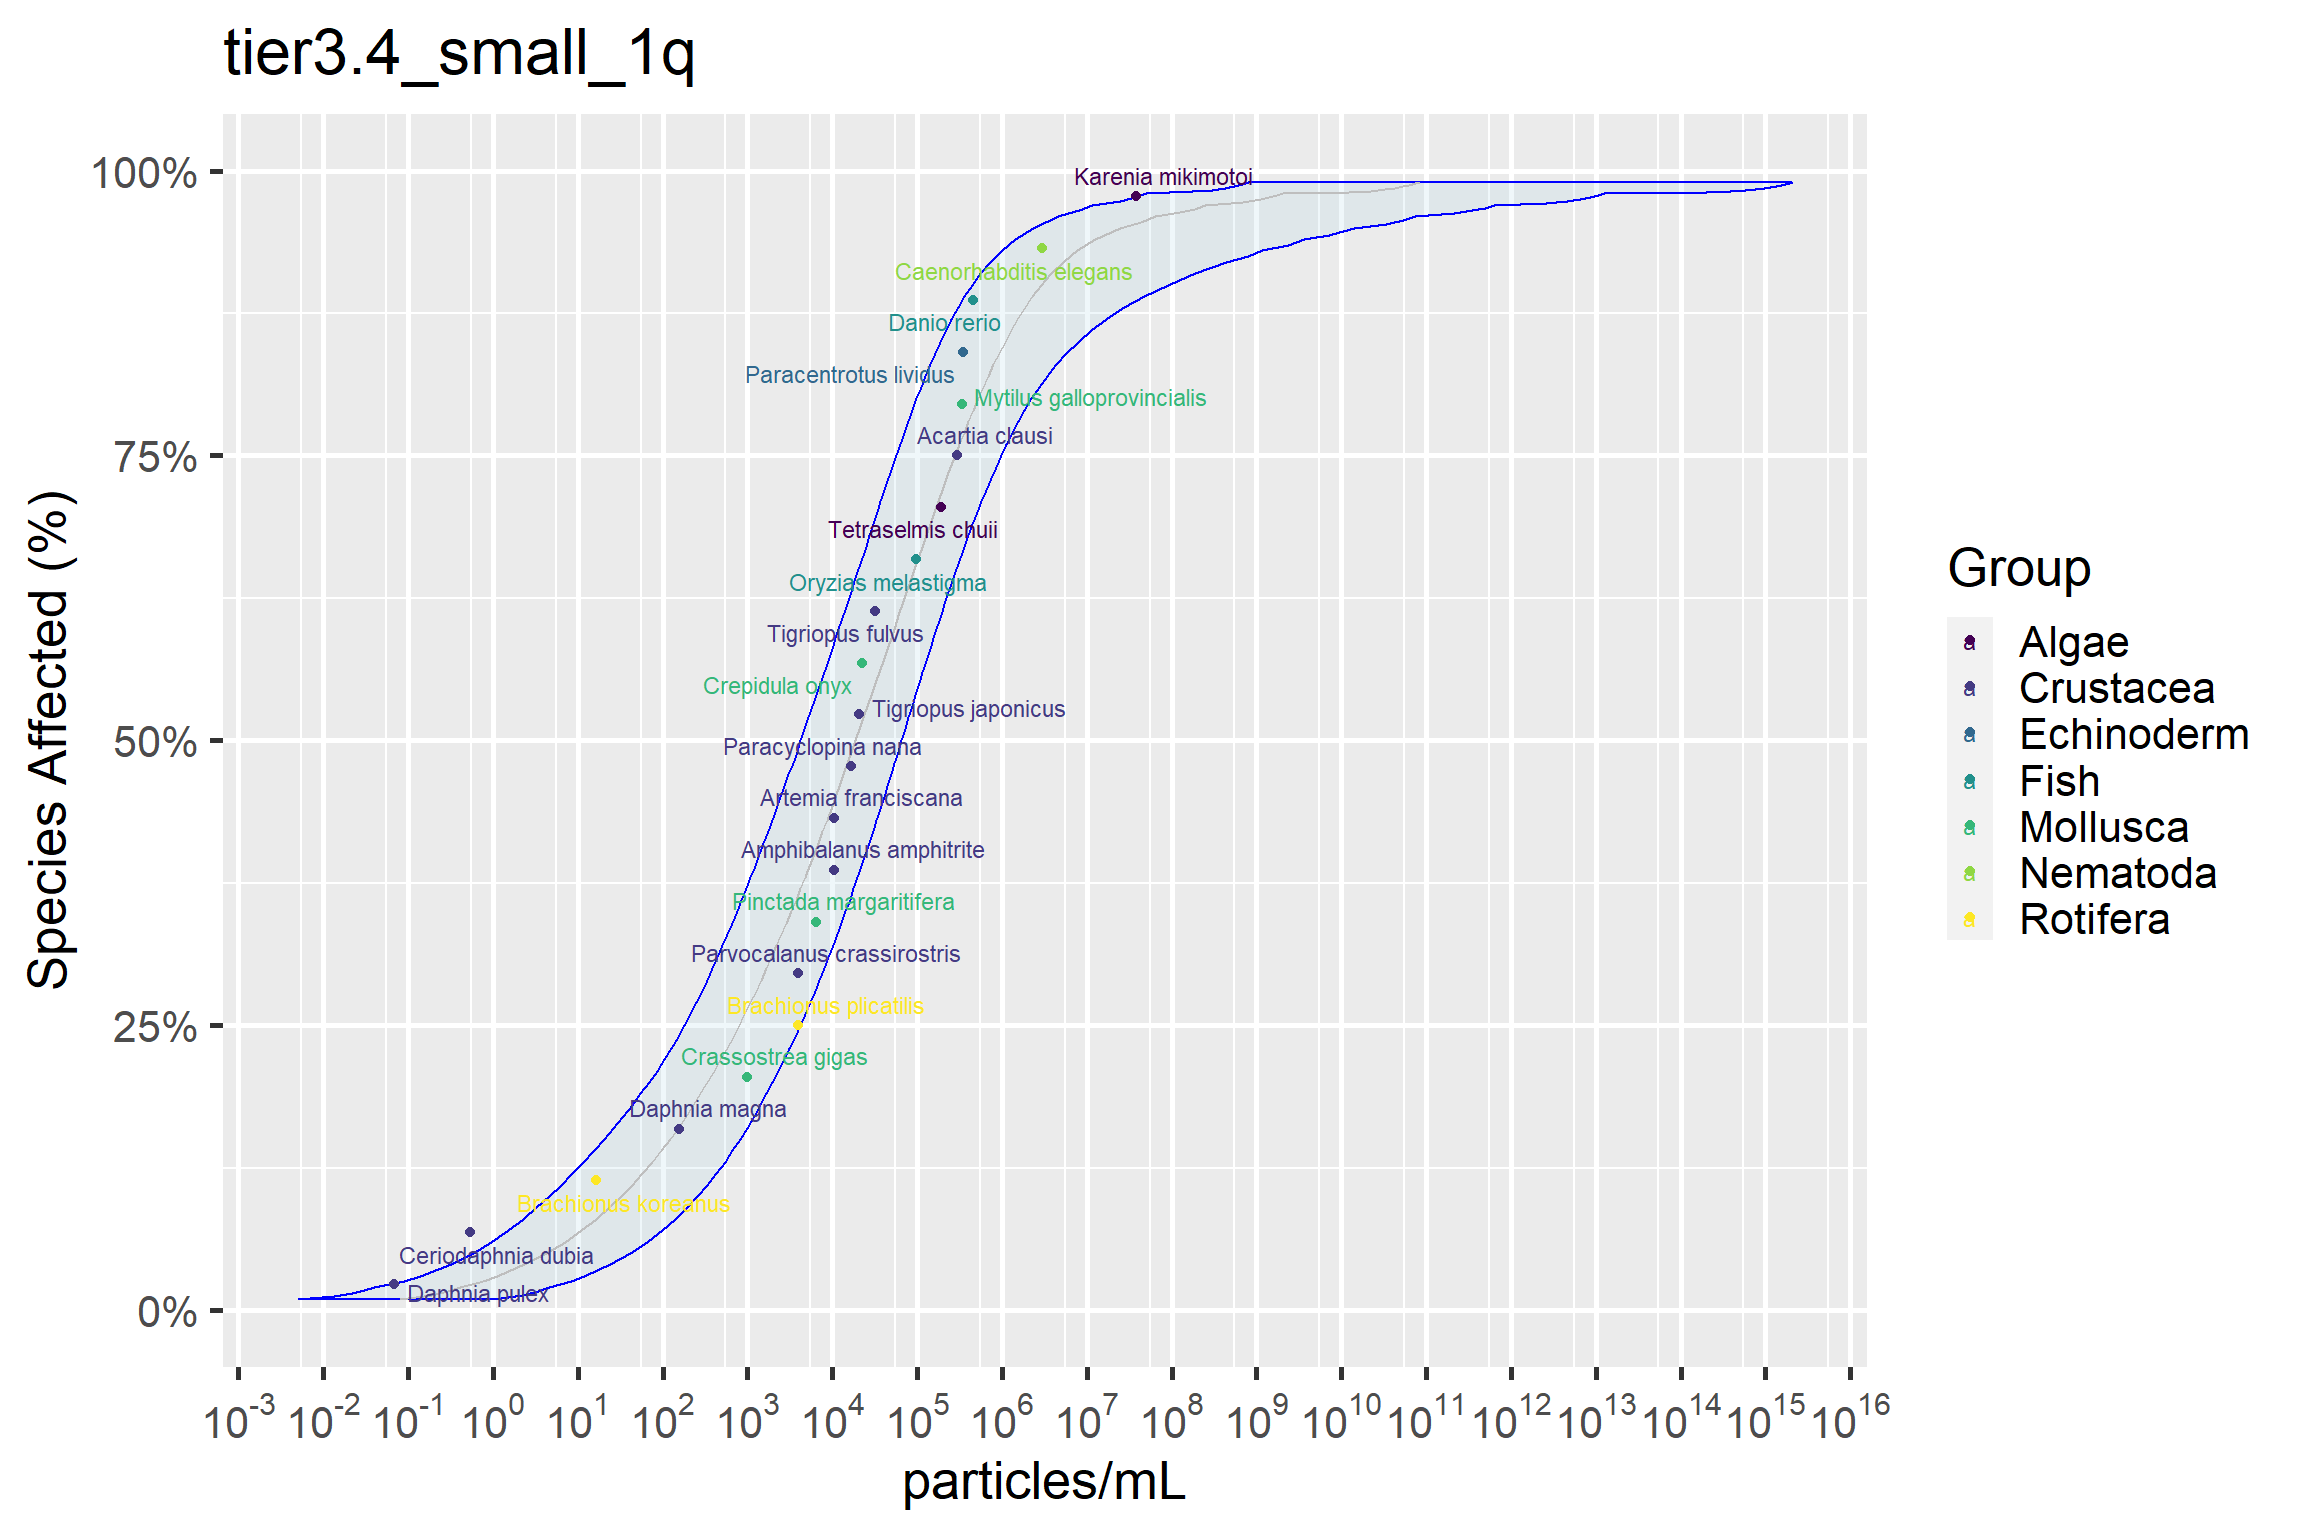 tier3.4_small_1q
Species Affected (%)
100%
75%
50%
25%
0%
Karenia mikimotoi
Caenorhabditis elegans
Danio rerio
Paracentrotus lividus
Mytilus galloprovincialis
Acartia clausi
Tetraselmis chuii
Oryzias melastigma
Tigriopus fulvus
Crepidula onyx
Tigriopus japonicus
Paracyclopina nana
Artemia franciscana
Amphibalanus amphitrite
Pinctada margaritifera
Parvocalanus crassirostris
Brachionus plicatilis
Crassostrea gigas
Daphnia magna
Brachionus koreanus
Ceriodaphnia dubia
Daphnia pulex
10⁻³ 10⁻² 10⁻¹ 10⁰ 10¹ 10² 10³ 10⁴ 10⁵ 10⁶ 10⁷ 10⁸ 10⁹ 10¹⁰ 10¹¹ 10¹² 10¹³ 10¹⁴ 10¹⁵ 10¹⁶
particles/mL
Group
a Algae
a Crustacea
a Echinoderm
a Fish
a Mollusca
a Nematoda
a Rotifera